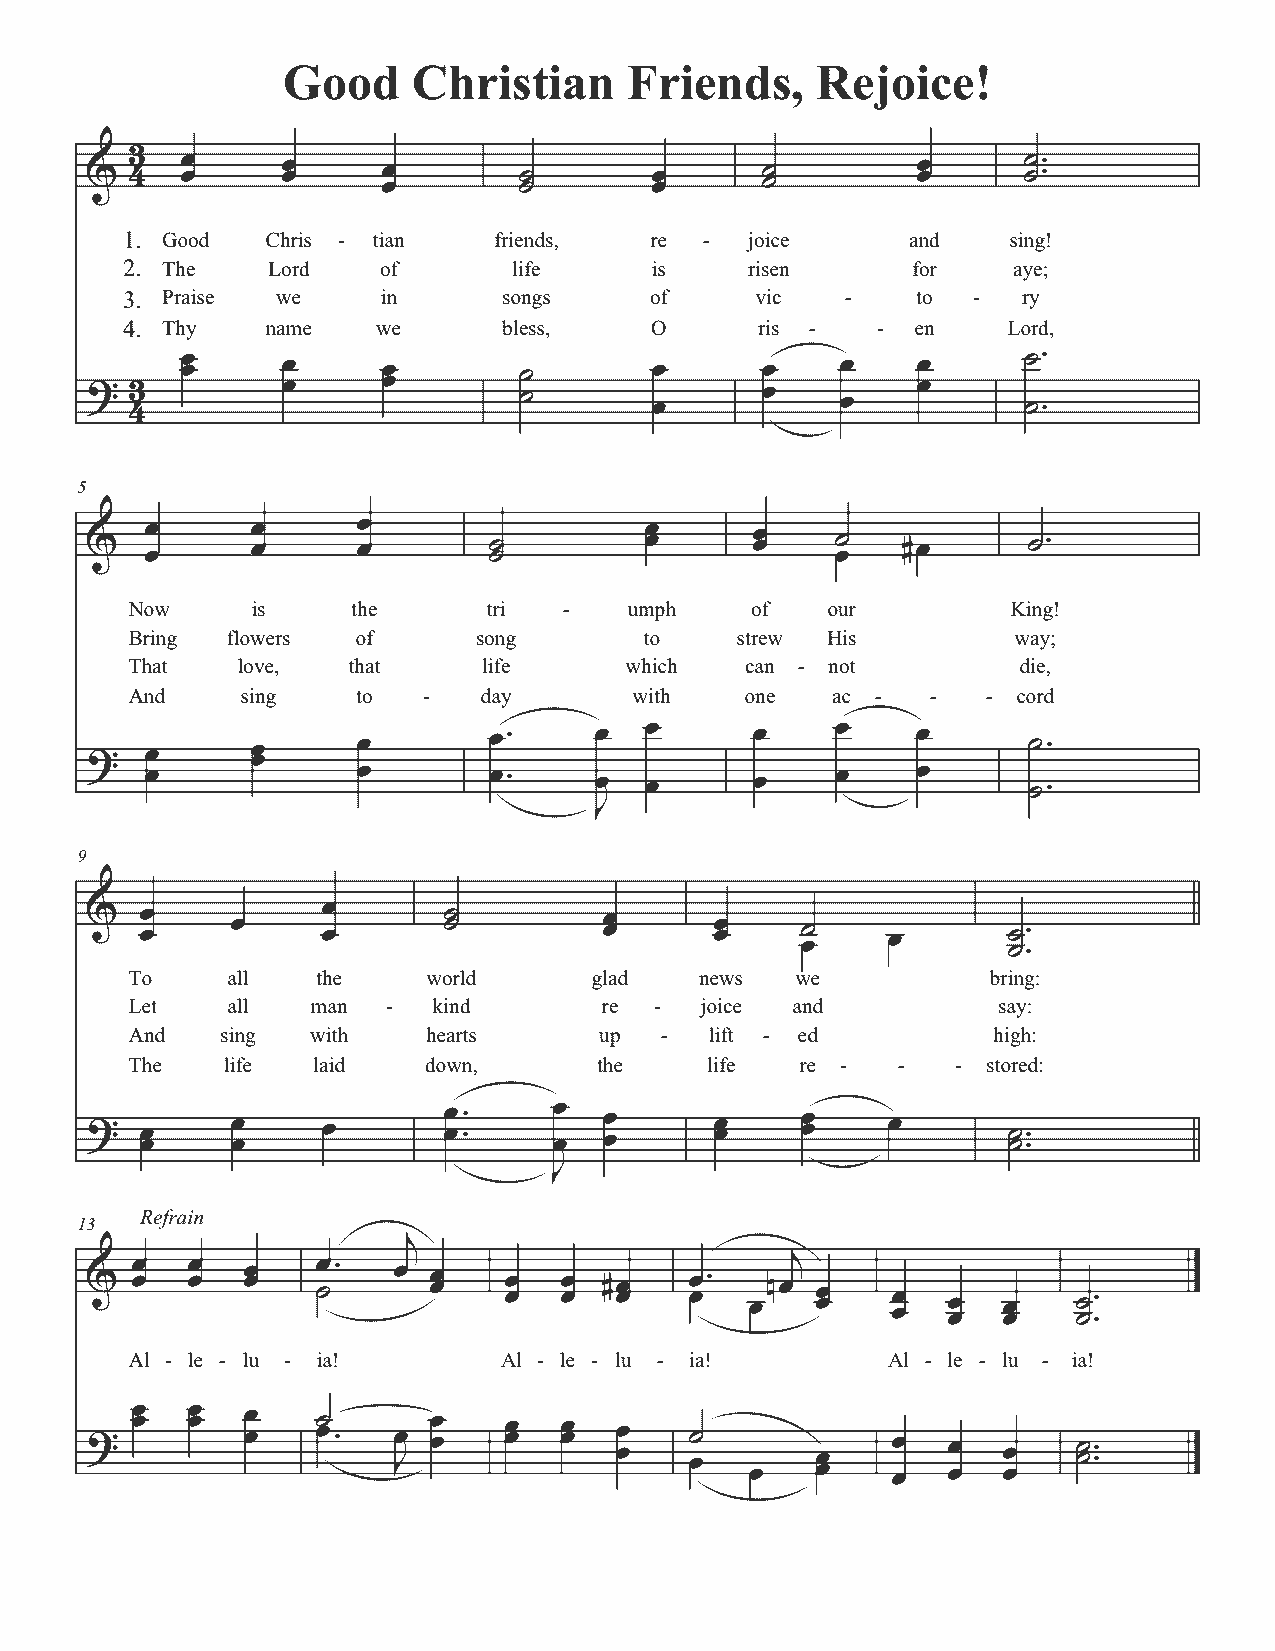 Good Christian Friends, Rejoice!
1. Good Chris - tian friends, re - joice and sing!
2. The Lord of life is risen for aye;
3. Praise we in songs of vic - to - ry
4. Thy name we bless, O ris - - en Lord,
5
Now is the tri - umph of our King!
Bring flowers of song to strew His way;
That love, that life which can - not die,
And sing to - day with one ac - - - cord
9
To all the world glad news we bring:
Let all man - kind re - joice and say:
And sing with hearts up - lift - ed high:
The life laid down, the life re - - - stored:
13 Refrain
Al - le - lu - ia! Al - le - lu - ia! Al - le - lu - ia!